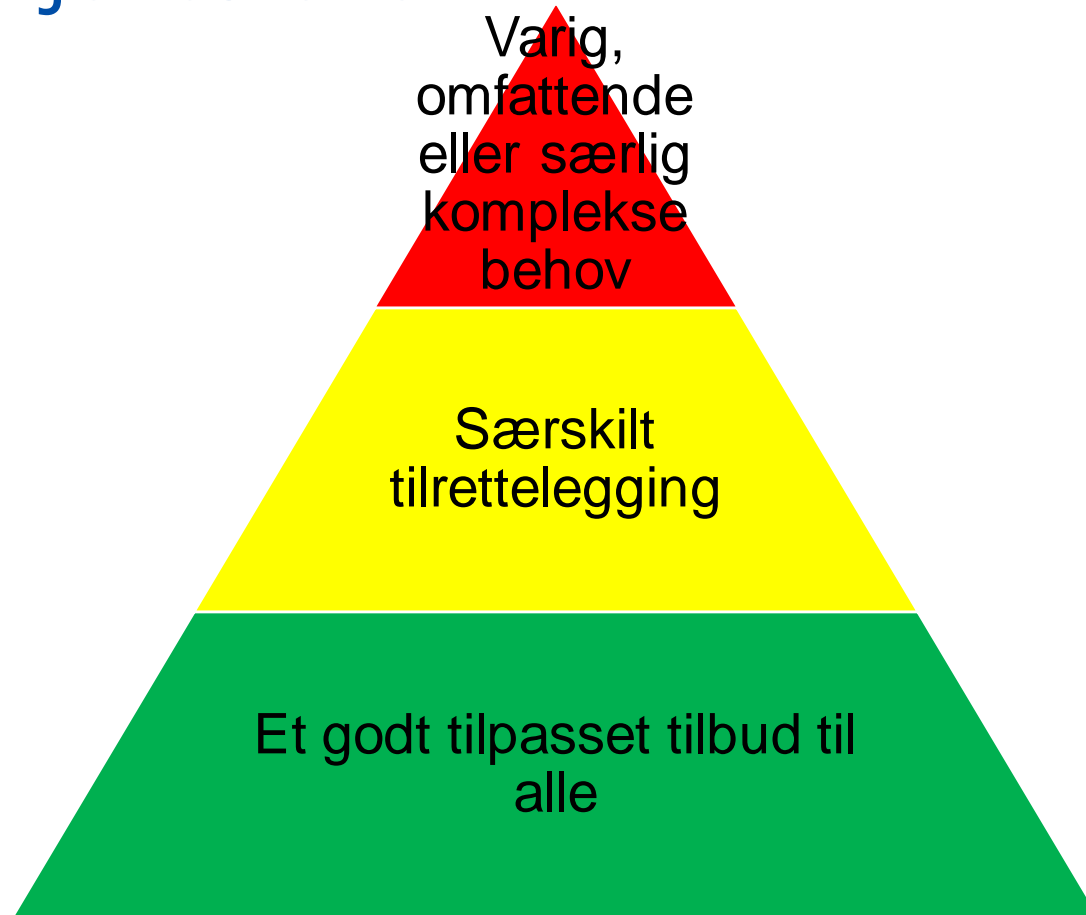 Varig,
omfattende
eller særlig
komplekse
behov
Særskilt
tilrettelegging
Et godt tilpasset tilbud til
alle